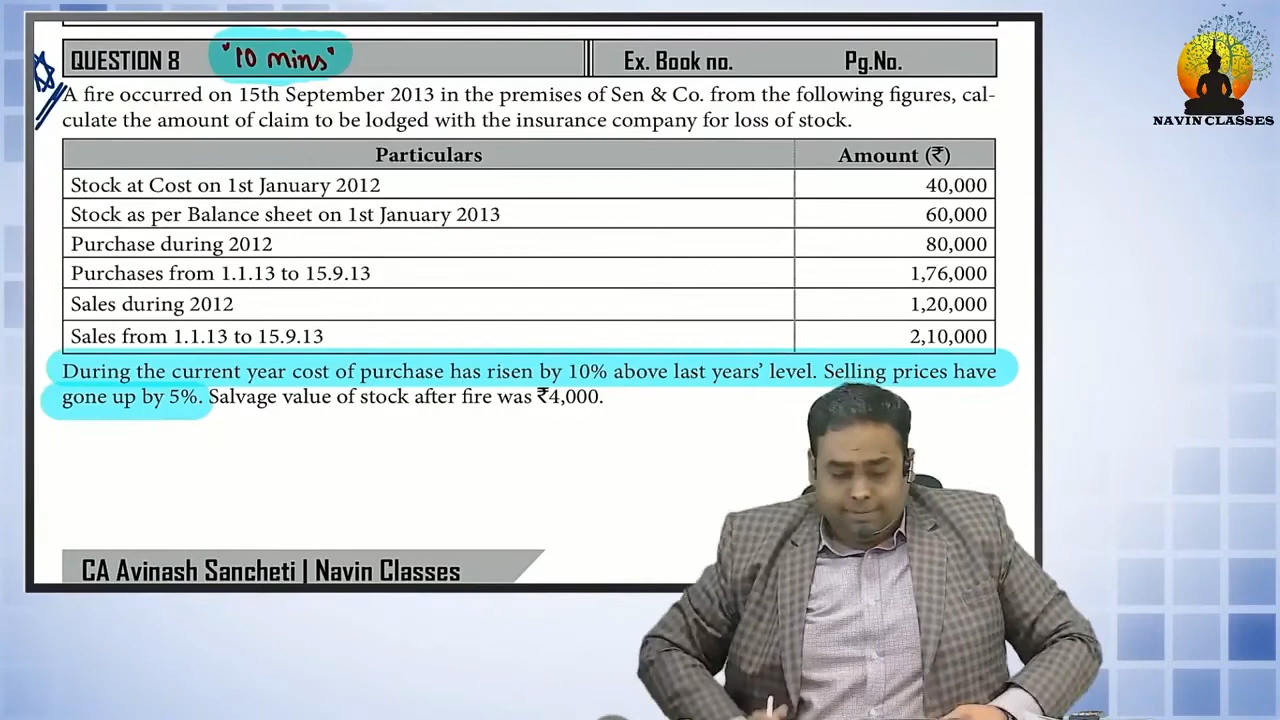 QUESTION 8 "10 mins" Ex. Book no. Pg.No.
A fire occurred on 15th September 2013 in the premises of Sen & Co. from the following figures, cal-
culate the amount of claim to be lodged with the insurance company for loss of stock.
Particulars Amount (₹)
Stock at Cost on 1st January 2012 40,000
Stock as per Balance sheet on 1st January 2013 60,000
Purchase during 2012 80,000
Purchases from 1.1.13 to 15.9.13 1,76,000
Sales during 2012 1,20,000
Sales from 1.1.13 to 15.9.13 2,10,000
During the current year cost of purchase has risen by 10% above last years’ level. Selling prices have
gone up by 5%. Salvage value of stock after fire was ₹4,000.
CA Avinash Sancheti | Navin Classes
NAVIN CLASSES